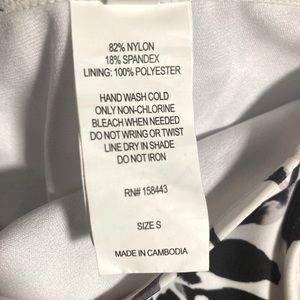 82% NYLON
18% SPANDEX
LINING: 100% POLYESTER
HAND WASH COLD
ONLY NON-CHLORINE
BLEACH WHEN NEEDED
DO NOT WRING OR TWIST
LINE DRY IN SHADE
DO NOT IRON
RN# 158443
SIZE S
MADE IN CAMBODIA